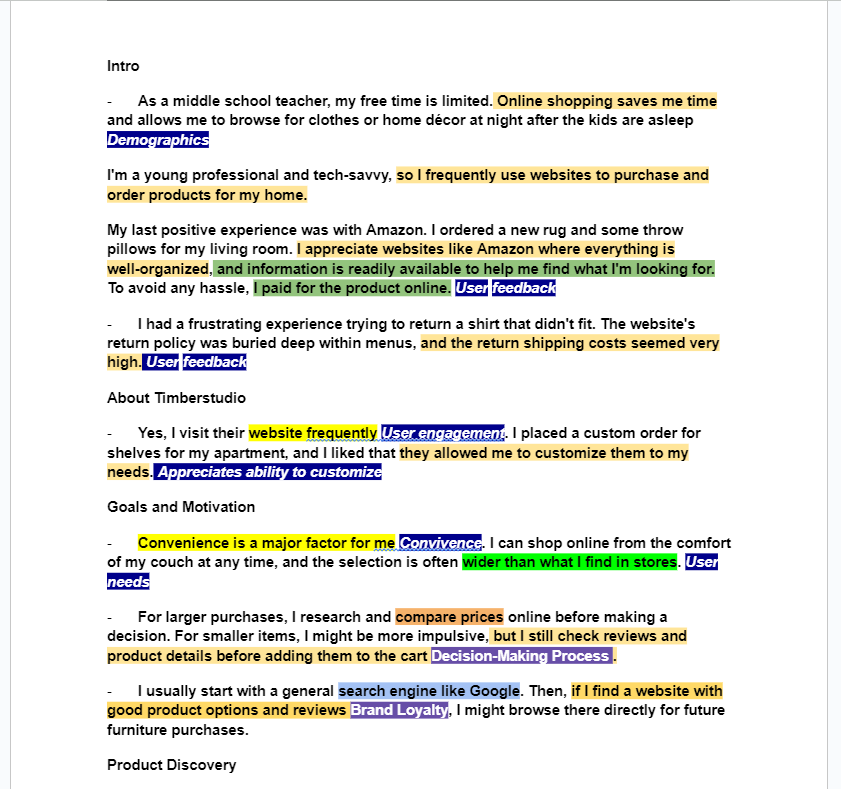 Intro
- As a middle school teacher, my free time is limited. Online shopping saves me time
and allows me to browse for clothes or home décor at night after the kids are asleep
Demographics
I'm a young professional and tech-savvy, so I frequently use websites to purchase and
order products for my home.
My last positive experience was with Amazon. I ordered a new rug and some throw
pillows for my living room. I appreciate websites like Amazon where everything is
well-organized, and information is readily available to help me find what I'm looking for.
To avoid any hassle, I paid for the product online. User feedback
- I had a frustrating experience trying to return a shirt that didn't fit. The website's
return policy was buried deep within menus, and the return shipping costs seemed very
high. User feedback
About Timberstudio
- Yes, I visit their website frequently User engagement. I placed a custom order for
shelves for my apartment, and I liked that they allowed me to customize them to my
needs. Appreciates ability to customize
Goals and Motivation
- Convenience is a major factor for me Convivence. I can shop online from the comfort
of my couch at any time, and the selection is often wider than what I find in stores. User
needs
- For larger purchases, I research and compare prices online before making a
decision. For smaller items, I might be more impulsive, but I still check reviews and
product details before adding them to the cart Decision-Making Process .
- I usually start with a general search engine like Google. Then, if I find a website with
good product options and reviews Brand Loyalty, I might browse there directly for future
furniture purchases.
Product Discovery